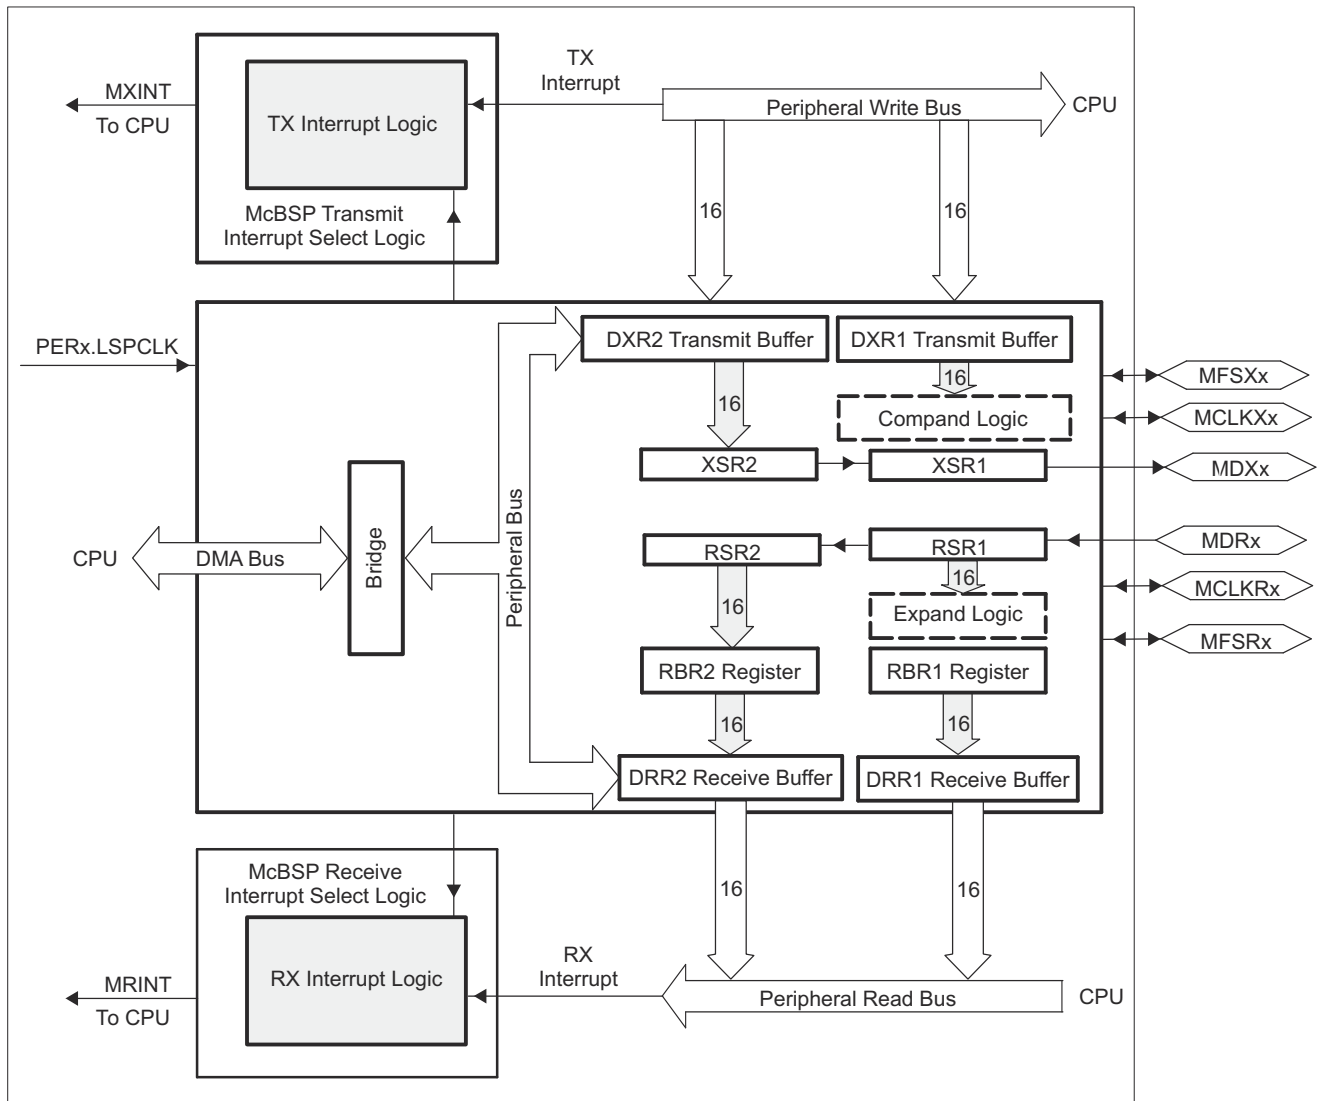 TX
Interrupt
MXINT
To CPU
TX Interrupt Logic
Peripheral Write Bus
CPU
McBSP Transmit
Interrupt Select Logic
16
16
PERx.LSPCLK
DXR2 Transmit Buffer
DXR1 Transmit Buffer
16
16
Compand Logic
XSR2
XSR1
MFSXx
MCLKXx
MDXx
CPU
DMA Bus
Bridge
Peripheral Bus
RSR2
RSR1
16
16
Expand Logic
RBR2 Register
RBR1 Register
16
16
DRR2 Receive Buffer
DRR1 Receive Buffer
MDRx
MCLKRx
MFSRx
McBSP Receive
Interrupt Select Logic
16
16
RX Interrupt Logic
RX
Interrupt
MRINT
To CPU
Peripheral Read Bus
CPU